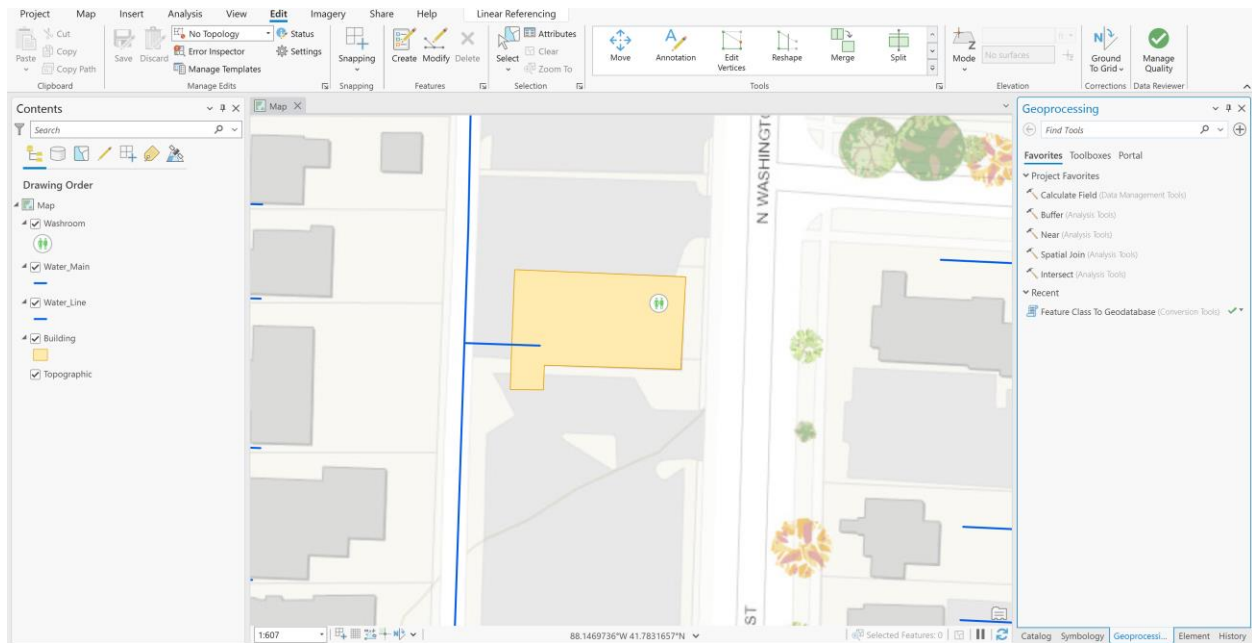 Project Map Insert Analysis View Edit Imagery Share Help Linear Referencing
Cut
Copy
Copy Path
Paste
Clipboard
Save Discard
No Topology
Error Inspector
Manage Templates
Status
Settings
Manage Edits
Snapping
Snapping
Create Modify Delete
Features
Select
Attributes
Clear
Zoom To
Selection
Move
Annotation
Edit Vertices
Reshape
Merge
Split
Tools
Mode
No surfaces
Elevation
Ground To Grid
Corrections
Manage Quality
Data Reviewer
Contents
Search
Drawing Order
Map
Washroom
Water_Main
Water_Line
Building
Topographic
Map
N WASHINGTO
ST
1:607
88.1469736°W 41.7831657°N
Selected Features: 0
Geoprocessing
Find Tools
Favorites Toolboxes Portal
Project Favorites
Calculate Field (Data Management Tools)
Buffer (Analysis Tools)
Near (Analysis Tools)
Spatial Join (Analysis Tools)
Intersect (Analysis Tools)
Recent
Feature Class To Geodatabase (Conversion Tools)
Catalog Symbology Geoprocessi... Element History